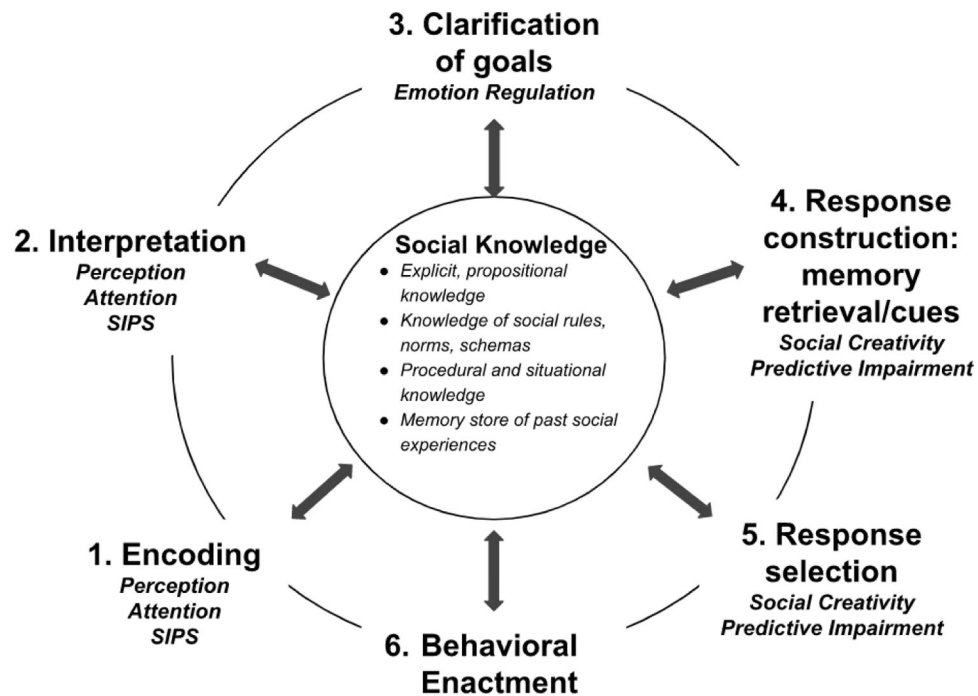 3. Clarification
of goals
Emotion Regulation
2. Interpretation
Perception
Attention
SIPS
Social Knowledge
● Explicit, propositional
knowledge
● Knowledge of social rules,
norms, schemas
● Procedural and situational
knowledge
● Memory store of past social
experiences
4. Response
construction:
memory
retrieval/cues
Social Creativity
Predictive Impairment
1. Encoding
Perception
Attention
SIPS
5. Response
selection
Social Creativity
Predictive Impairment
6. Behavioral
Enactment